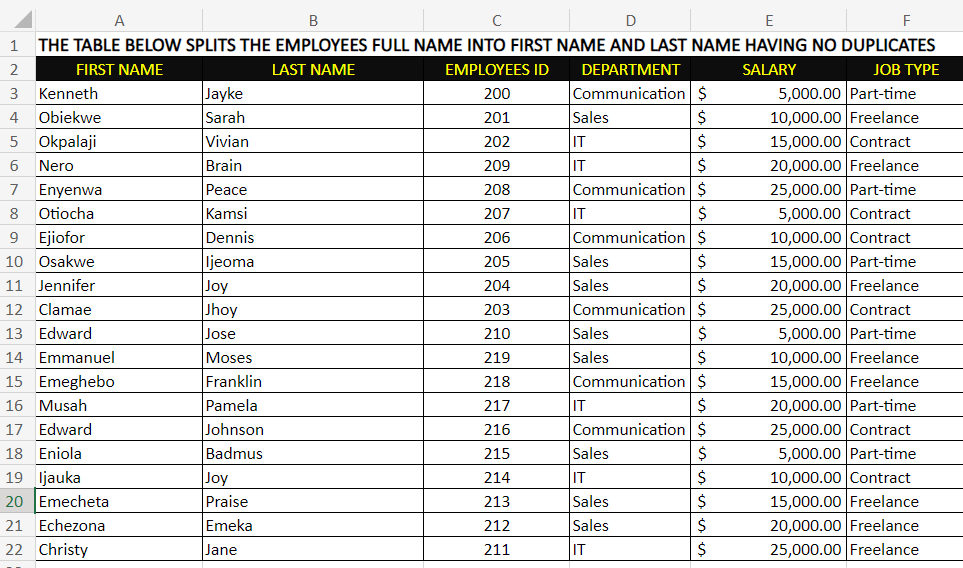 A B C D E F
1 THE TABLE BELOW SPLITS THE EMPLOYEES FULL NAME INTO FIRST NAME AND LAST NAME HAVING NO DUPLICATES
2 FIRST NAME LAST NAME EMPLOYEES ID DEPARTMENT SALARY JOB TYPE
3 Kenneth Jayke 200 Communication $ 5,000.00 Part-time
4 Obiekwe Sarah 201 Sales $ 10,000.00 Freelance
5 Okpalaji Vivian 202 IT $ 15,000.00 Contract
6 Nero Brain 209 IT $ 20,000.00 Freelance
7 Enyenwa Peace 208 Communication $ 25,000.00 Part-time
8 Otiocha Kamsi 207 IT $ 5,000.00 Contract
9 Ejiofor Dennis 206 Communication $ 10,000.00 Contract
10 Osakwe Ijeoma 205 Sales $ 15,000.00 Part-time
11 Jennifer Joy 204 Sales $ 20,000.00 Freelance
12 Clamae Jhoy 203 Communication $ 25,000.00 Contract
13 Edward Jose 210 Sales $ 5,000.00 Part-time
14 Emmanuel Moses 219 Sales $ 10,000.00 Freelance
15 Emeghebo Franklin 218 Communication $ 15,000.00 Freelance
16 Musah Pamela 217 IT $ 20,000.00 Part-time
17 Edward Johnson 216 Communication $ 25,000.00 Contract
18 Eniola Badmus 215 Sales $ 5,000.00 Part-time
19 Ijauka Joy 214 IT $ 10,000.00 Contract
20 Emecheta Praise 213 Sales $ 15,000.00 Freelance
21 Echezona Emeka 212 Sales $ 20,000.00 Freelance
22 Christy Jane 211 IT $ 25,000.00 Freelance